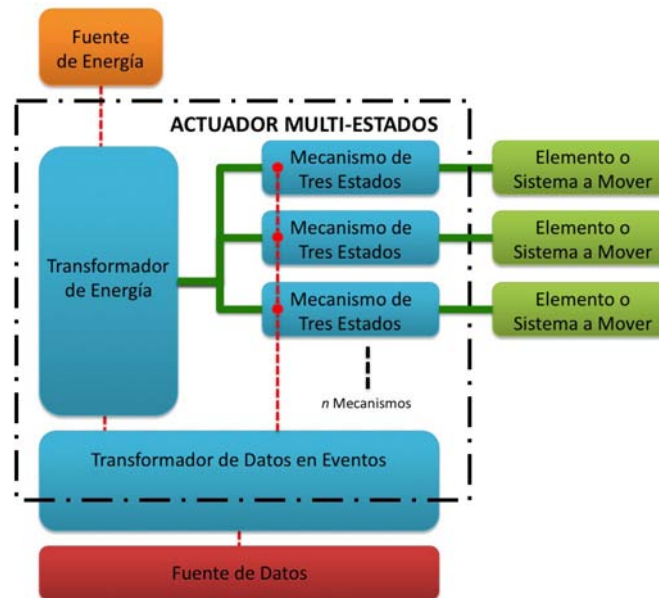 Fuente
de Energía
ACTUADOR MULTI-ESTADOS
Transformador
de Energía
Mecanismo de
Tres Estados
Elemento o
Sistema a Mover
Mecanismo de
Tres Estados
Elemento o
Sistema a Mover
Mecanismo de
Tres Estados
Elemento o
Sistema a Mover
n Mecanismos
Transformador de Datos en Eventos
Fuente de Datos